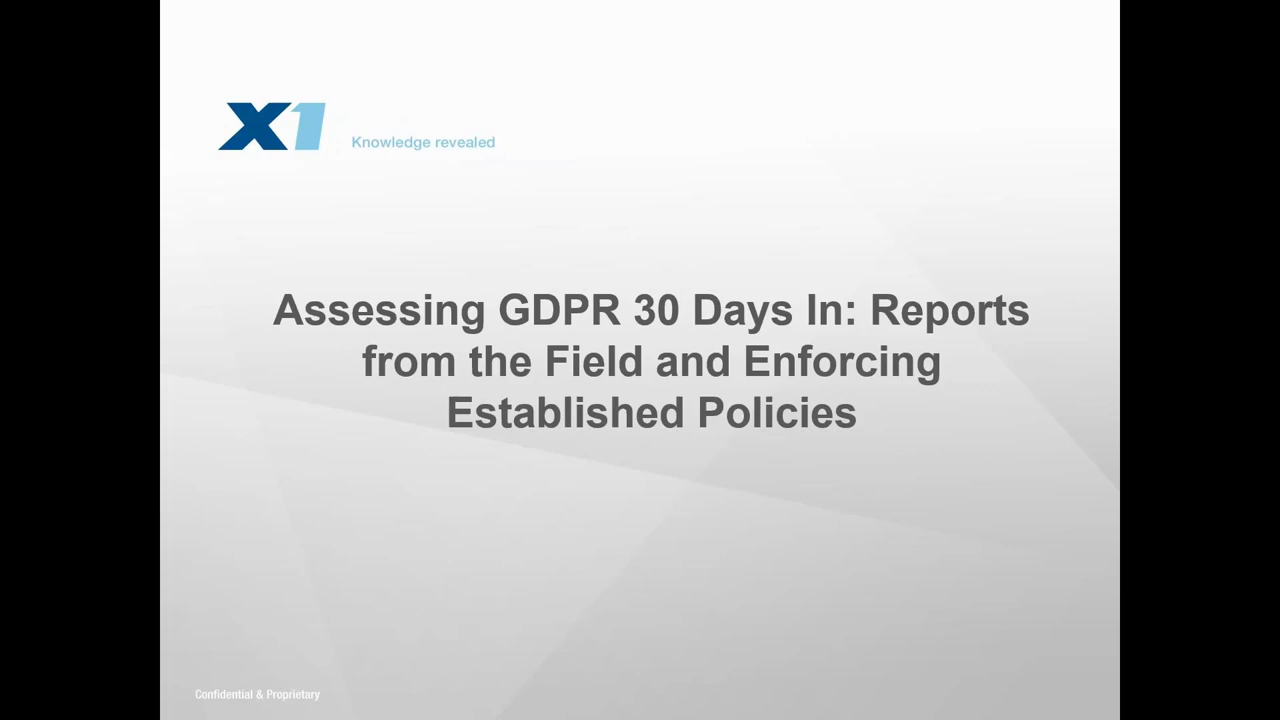 X1
Knowledge revealed
Assessing GDPR 30 Days In: Reports
from the Field and Enforcing
Established Policies
Confidential & Proprietary